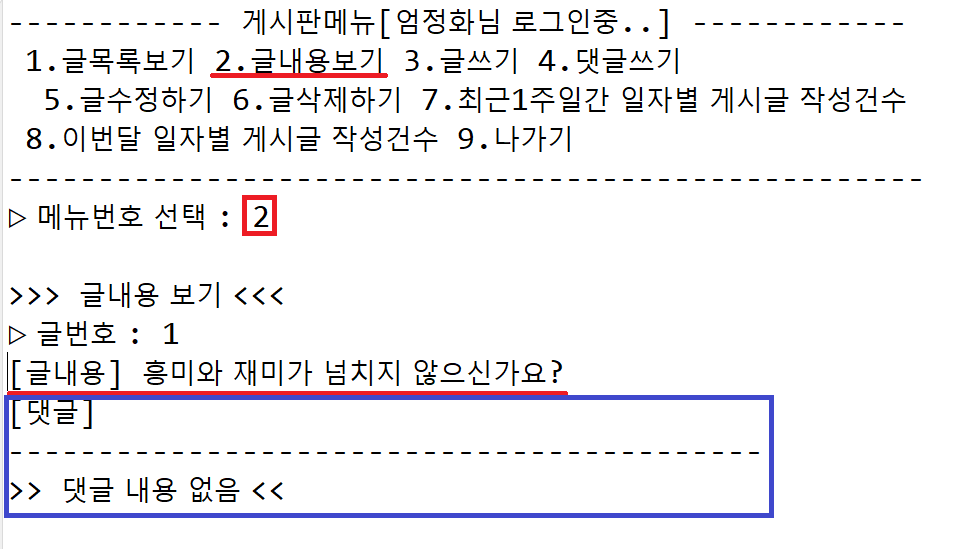 ------------ 게시판메뉴[엄정화님 로그인중..] ------------
1.글목록보기 2.글내용보기 3.글쓰기 4.댓글쓰기
5.글수정하기 6.글삭제하기 7.최근1주일간 일자별 게시글 작성건수
8.이번달 일자별 게시글 작성건수 9.나가기
---------------------------------------------------
▷ 메뉴번호 선택 : 2
>>> 글내용 보기 <<<
▷ 글번호 : 1
[글내용] 흥미와 재미가 넘치지 않으신가요?
[댓글]
------------------------------------------
>> 댓글 내용 없음 <<